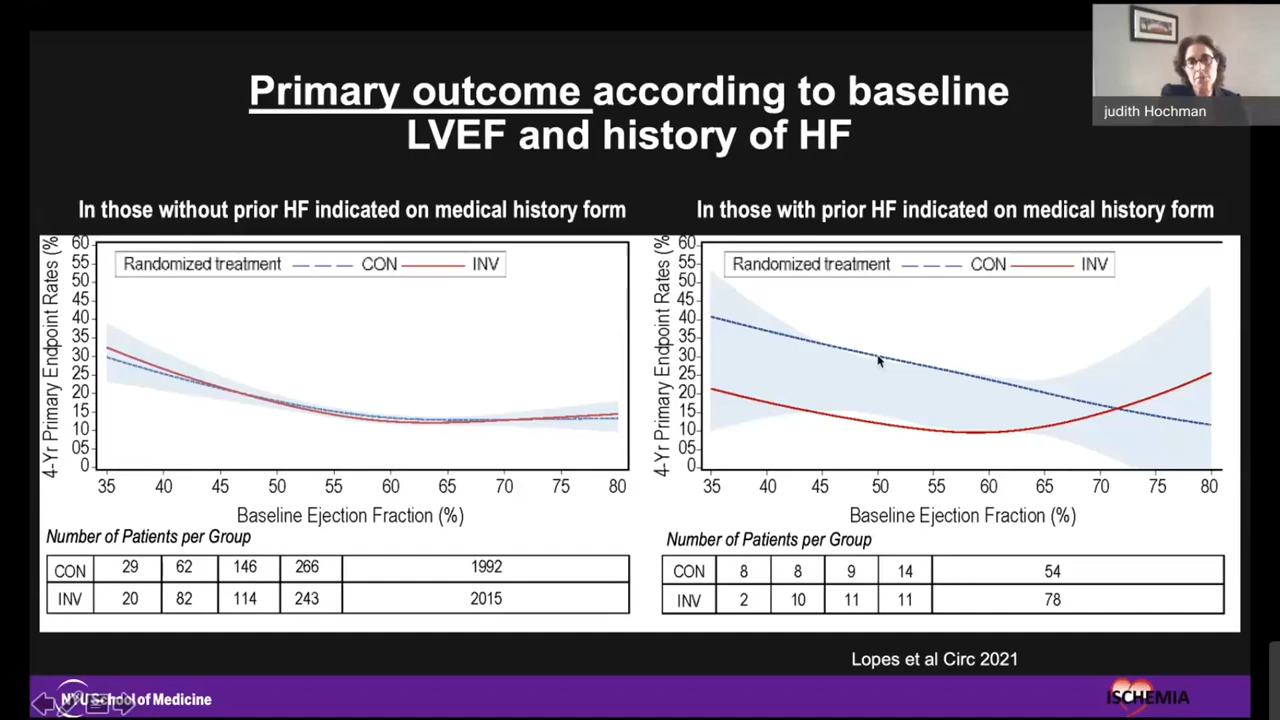 Primary outcome according to baseline
LVEF and history of HF
judith Hochman
In those without prior HF indicated on medical history form
4-Yr Primary Endpoint Rates (%
60
55
50
45
40
35
30
25
20
15
10
05
0
Randomized treatment CON INV
35 40 45 50 55 60 65 70 75 80
Baseline Ejection Fraction (%)
Number of Patients per Group
CON 29 62 146 266 1992
INV 20 82 114 243 2015
In those with prior HF indicated on medical history form
4-Yr Primary Endpoint Rates (%
60
55
50
45
40
35
30
25
20
15
10
05
0
Randomized treatment CON INV
35 40 45 50 55 60 65 70 75 80
Baseline Ejection Fraction (%)
Number of Patients per Group
CON 8 8 9 14 54
INV 2 10 11 11 78
Lopes et al Circ 2021
NYU School of Medicine
ISCHEMIA